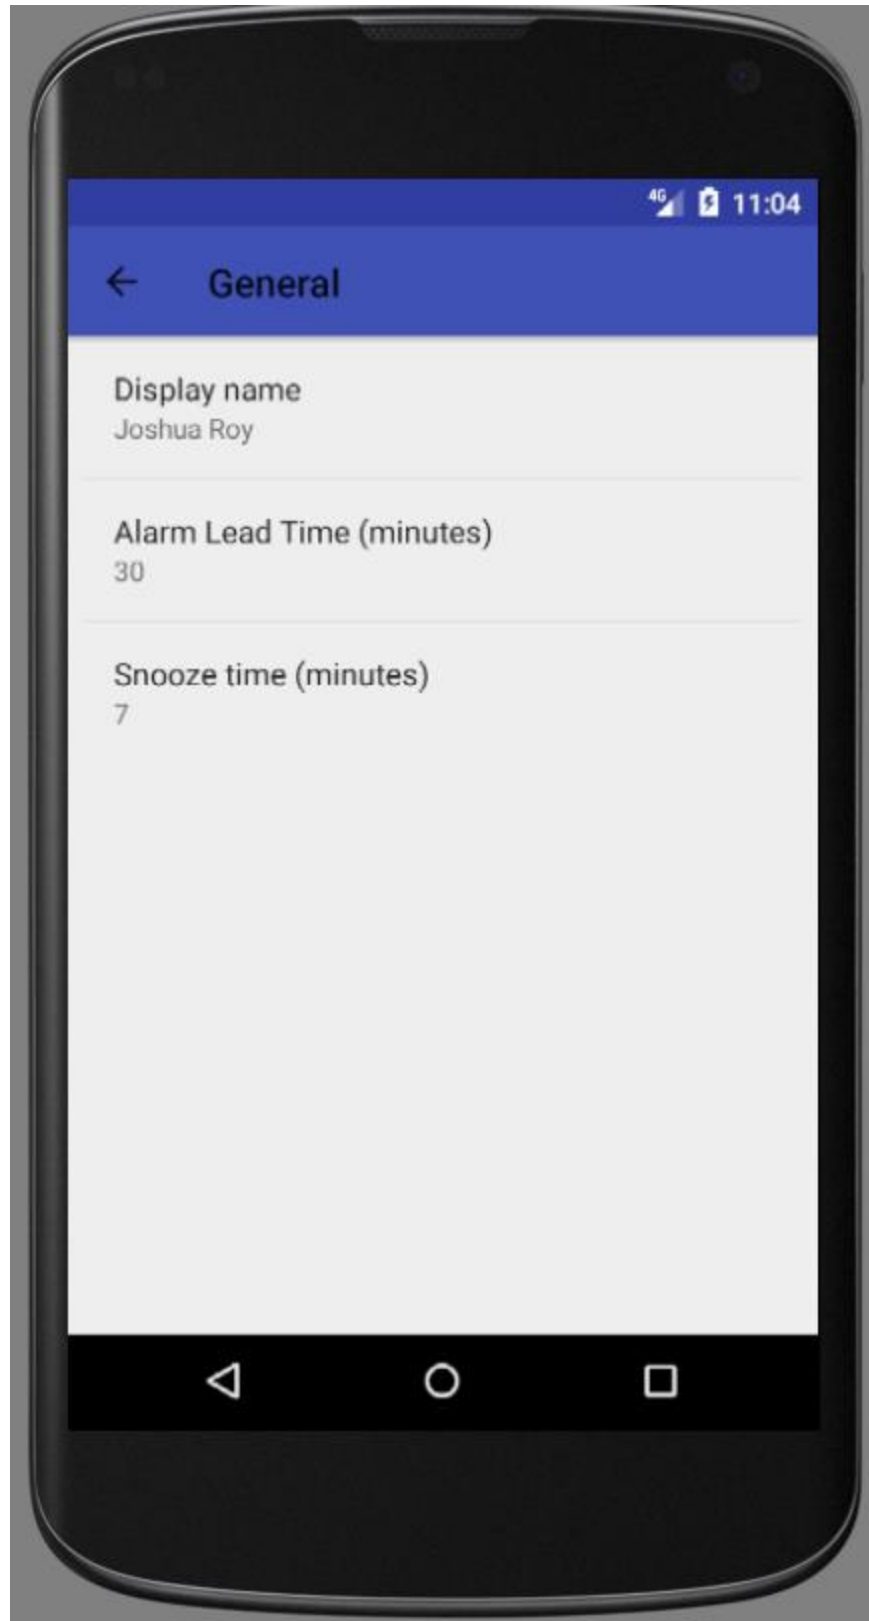 4G 11:04
General
Display name
Joshua Roy
Alarm Lead Time (minutes)
30
Snooze time (minutes)
7